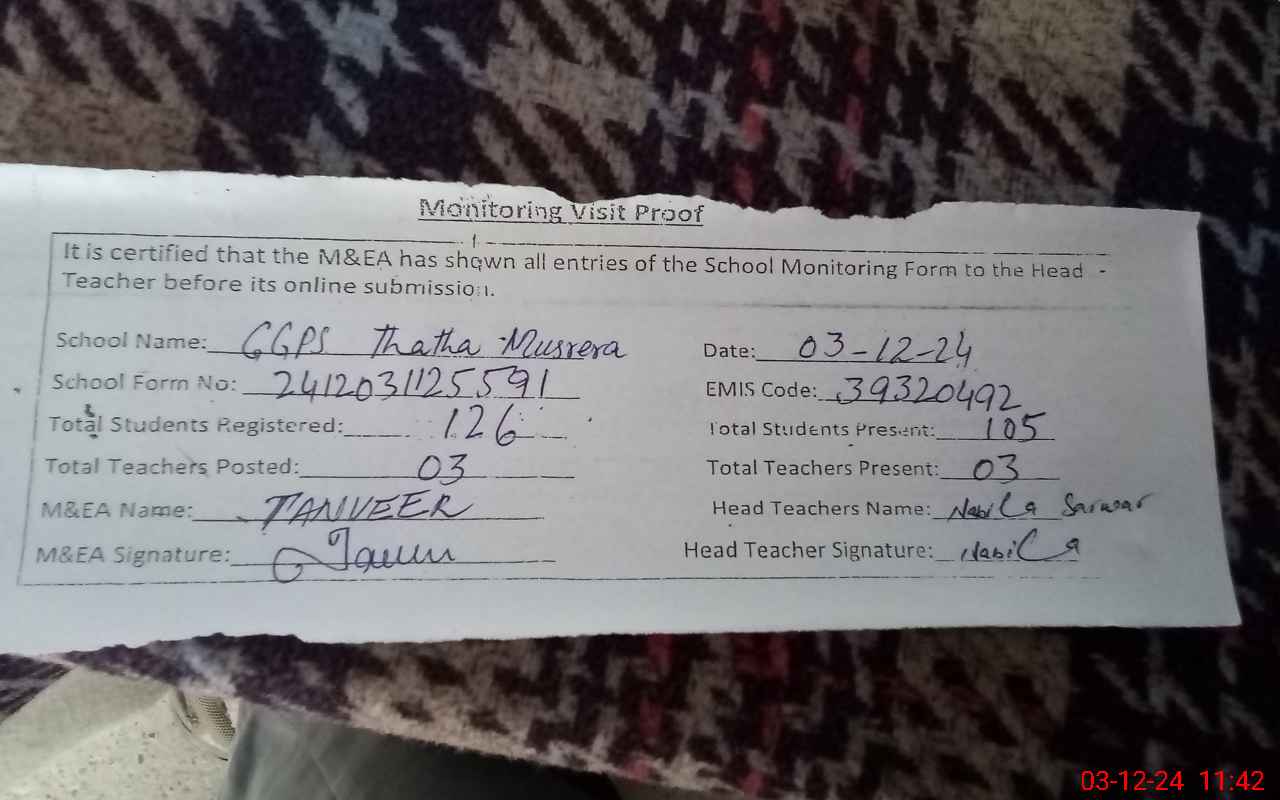 Monitoring Visit Proof
It is certified that the M&EA has shown all entries of the School Monitoring Form to the Head
Teacher before its online submission.
School Name: GGPS Thatha Musrera Date: 03-12-24
School Form No: 2412031125591 EMIS Code: 39320492
Total Students Registered: 126 Total Students Present: 105
Total Teachers Posted: 03 Total Teachers Present: 03
M&EA Name: TANVEER Head Teachers Name: Nabila Sarwar
M&EA Signature: Head Teacher Signature: Nabila
03-12-24 11:42